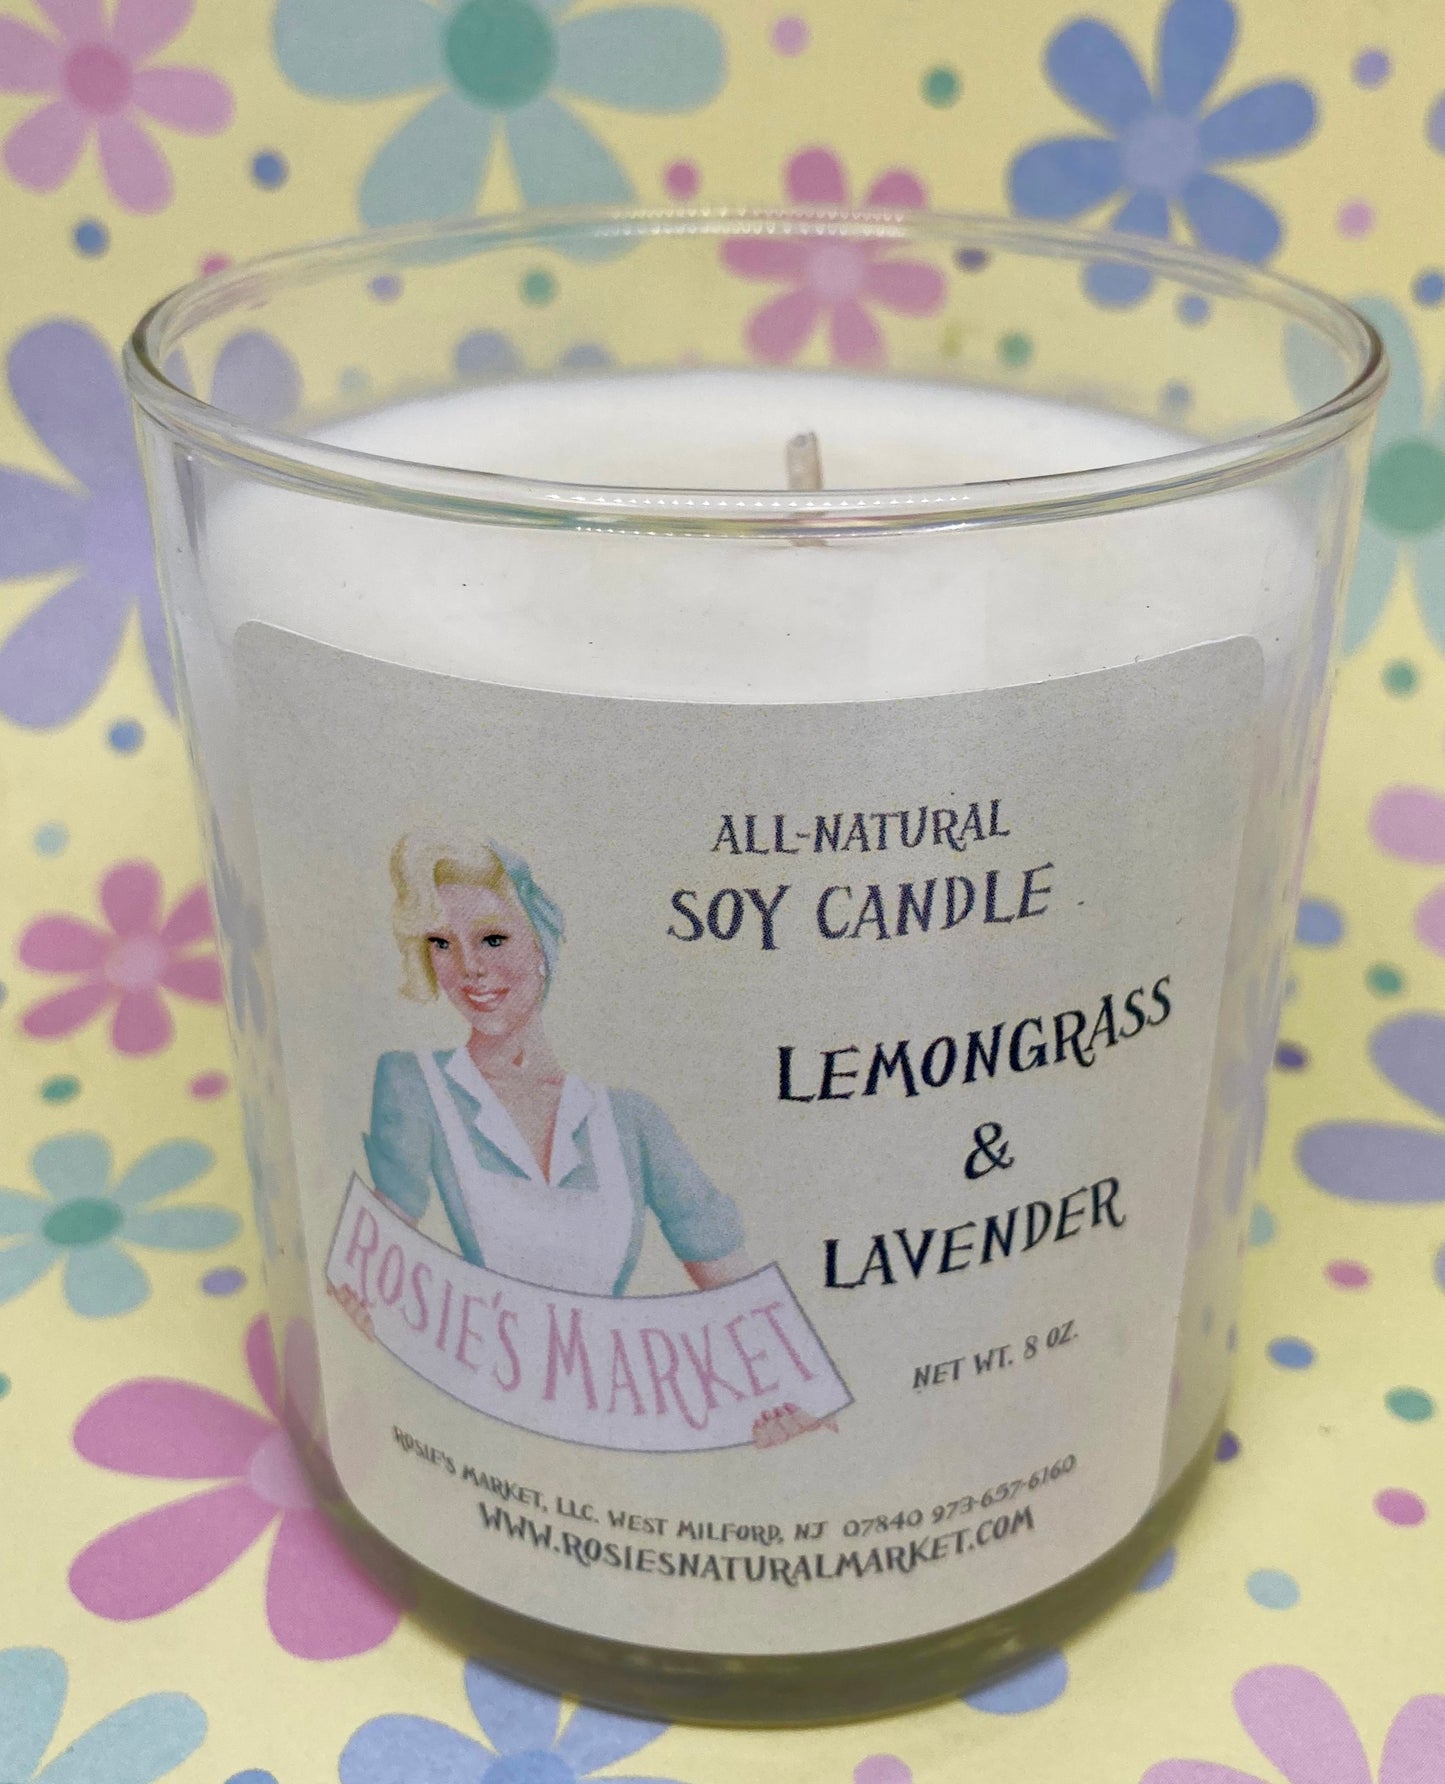 ALL-NATURAL
SOY CANDLE
LEMONGRASS
&
LAVENDER
ROSIE'S MARKET
NET WT. 8 OZ.
ROSIE'S MARKET, LLC. WEST MILFORD, NJ 07840 973-657-6160
WWW.ROSIESNATURALMARKET.COM